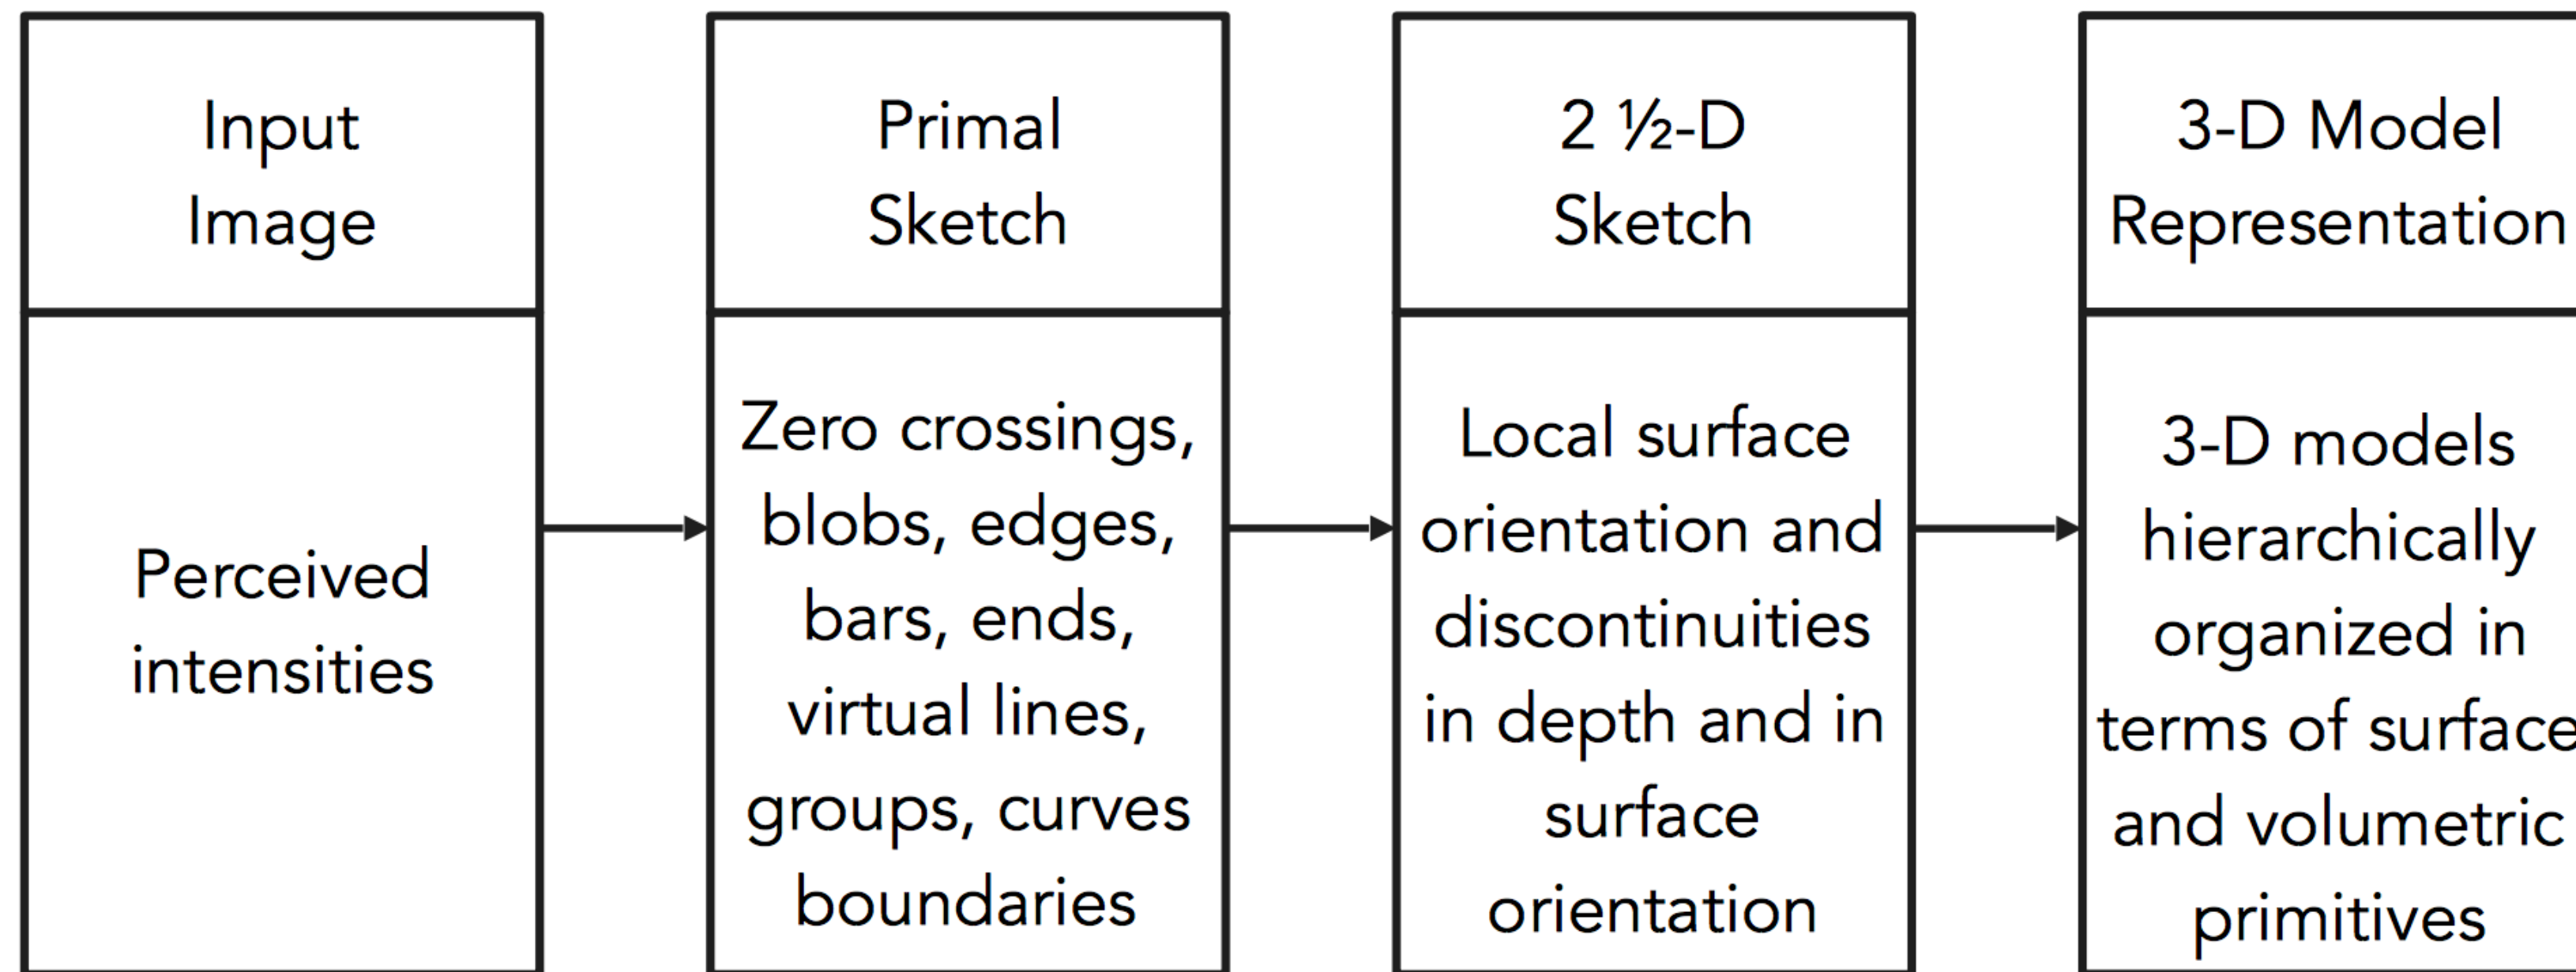 Input
Image
Perceived
intensities
Primal
Sketch
Zero crossings,
blobs, edges,
bars, ends,
virtual lines,
groups, curves
boundaries
2 ½-D
Sketch
Local surface
orientation and
discontinuities
in depth and in
surface
orientation
3-D Model
Representation
3-D models
hierarchically
organized in
terms of surface
and volumetric
primitives